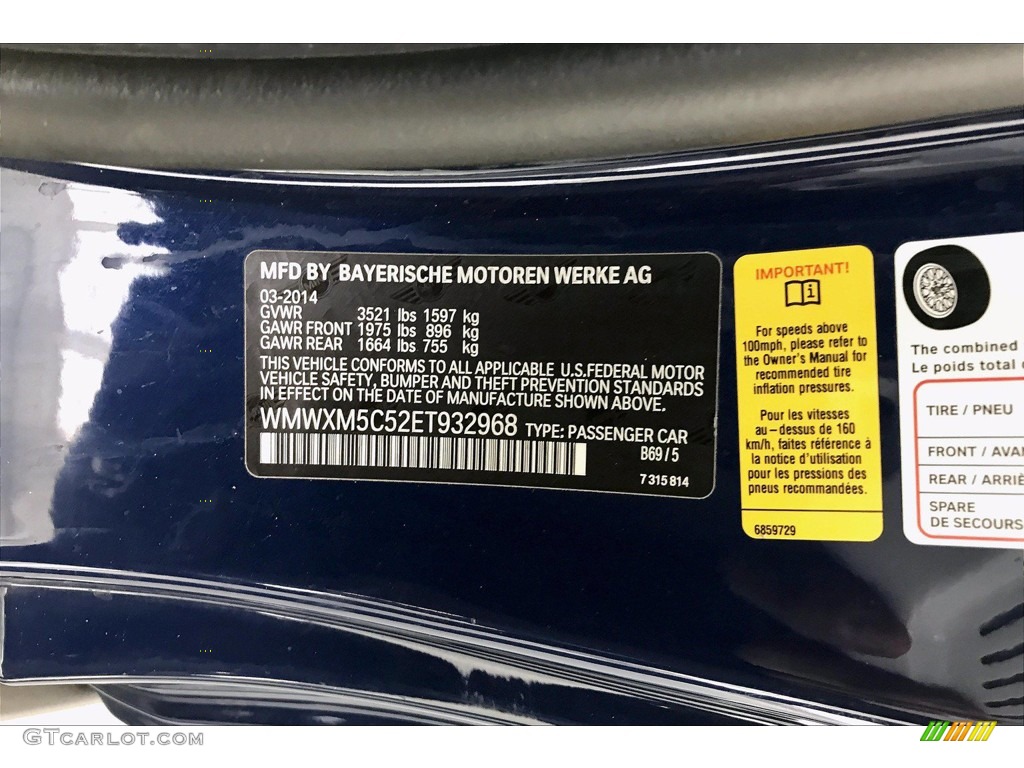 MFD BY BAYERISCHE MOTOREN WERKE AG
03-2014
GVWR 3521 lbs 1597 kg
GAWR FRONT 1975 lbs 896 kg
GAWR REAR 1664 lbs 755 kg
THIS VEHICLE CONFORMS TO ALL APPLICABLE U.S.FEDERAL MOTOR
VEHICLE SAFETY, BUMPER AND THEFT PREVENTION STANDARDS
IN EFFECT ON THE DATE OF MANUFACTURE SHOWN ABOVE.
WMWXM5C52ET932968 TYPE: PASSENGER CAR
B69/5
7 315 814
IMPORTANT!
i
For speeds above
100mph, please refer to
the Owner's Manual for
recommended tire
inflation pressures.
Pour les vitesses
au-dessus de 160
km/h, faites référence à
la notice d'utilisation
pour les pressions des
pneus recommandées.
6859729
The combined
Le poids total
TIRE / PNEU
FRONT / AVA
REAR / ARRIÈ
SPARE
DE SECOURS
GTcarlot.com